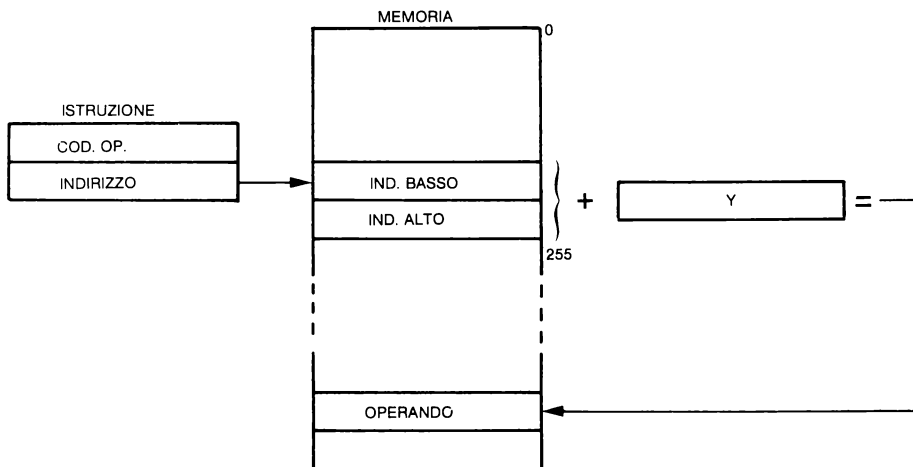 MEMORIA
0
ISTRUZIONE
COD. OP.
INDIRIZZO
IND. BASSO
IND. ALTO
+
Y
=
255
OPERANDO